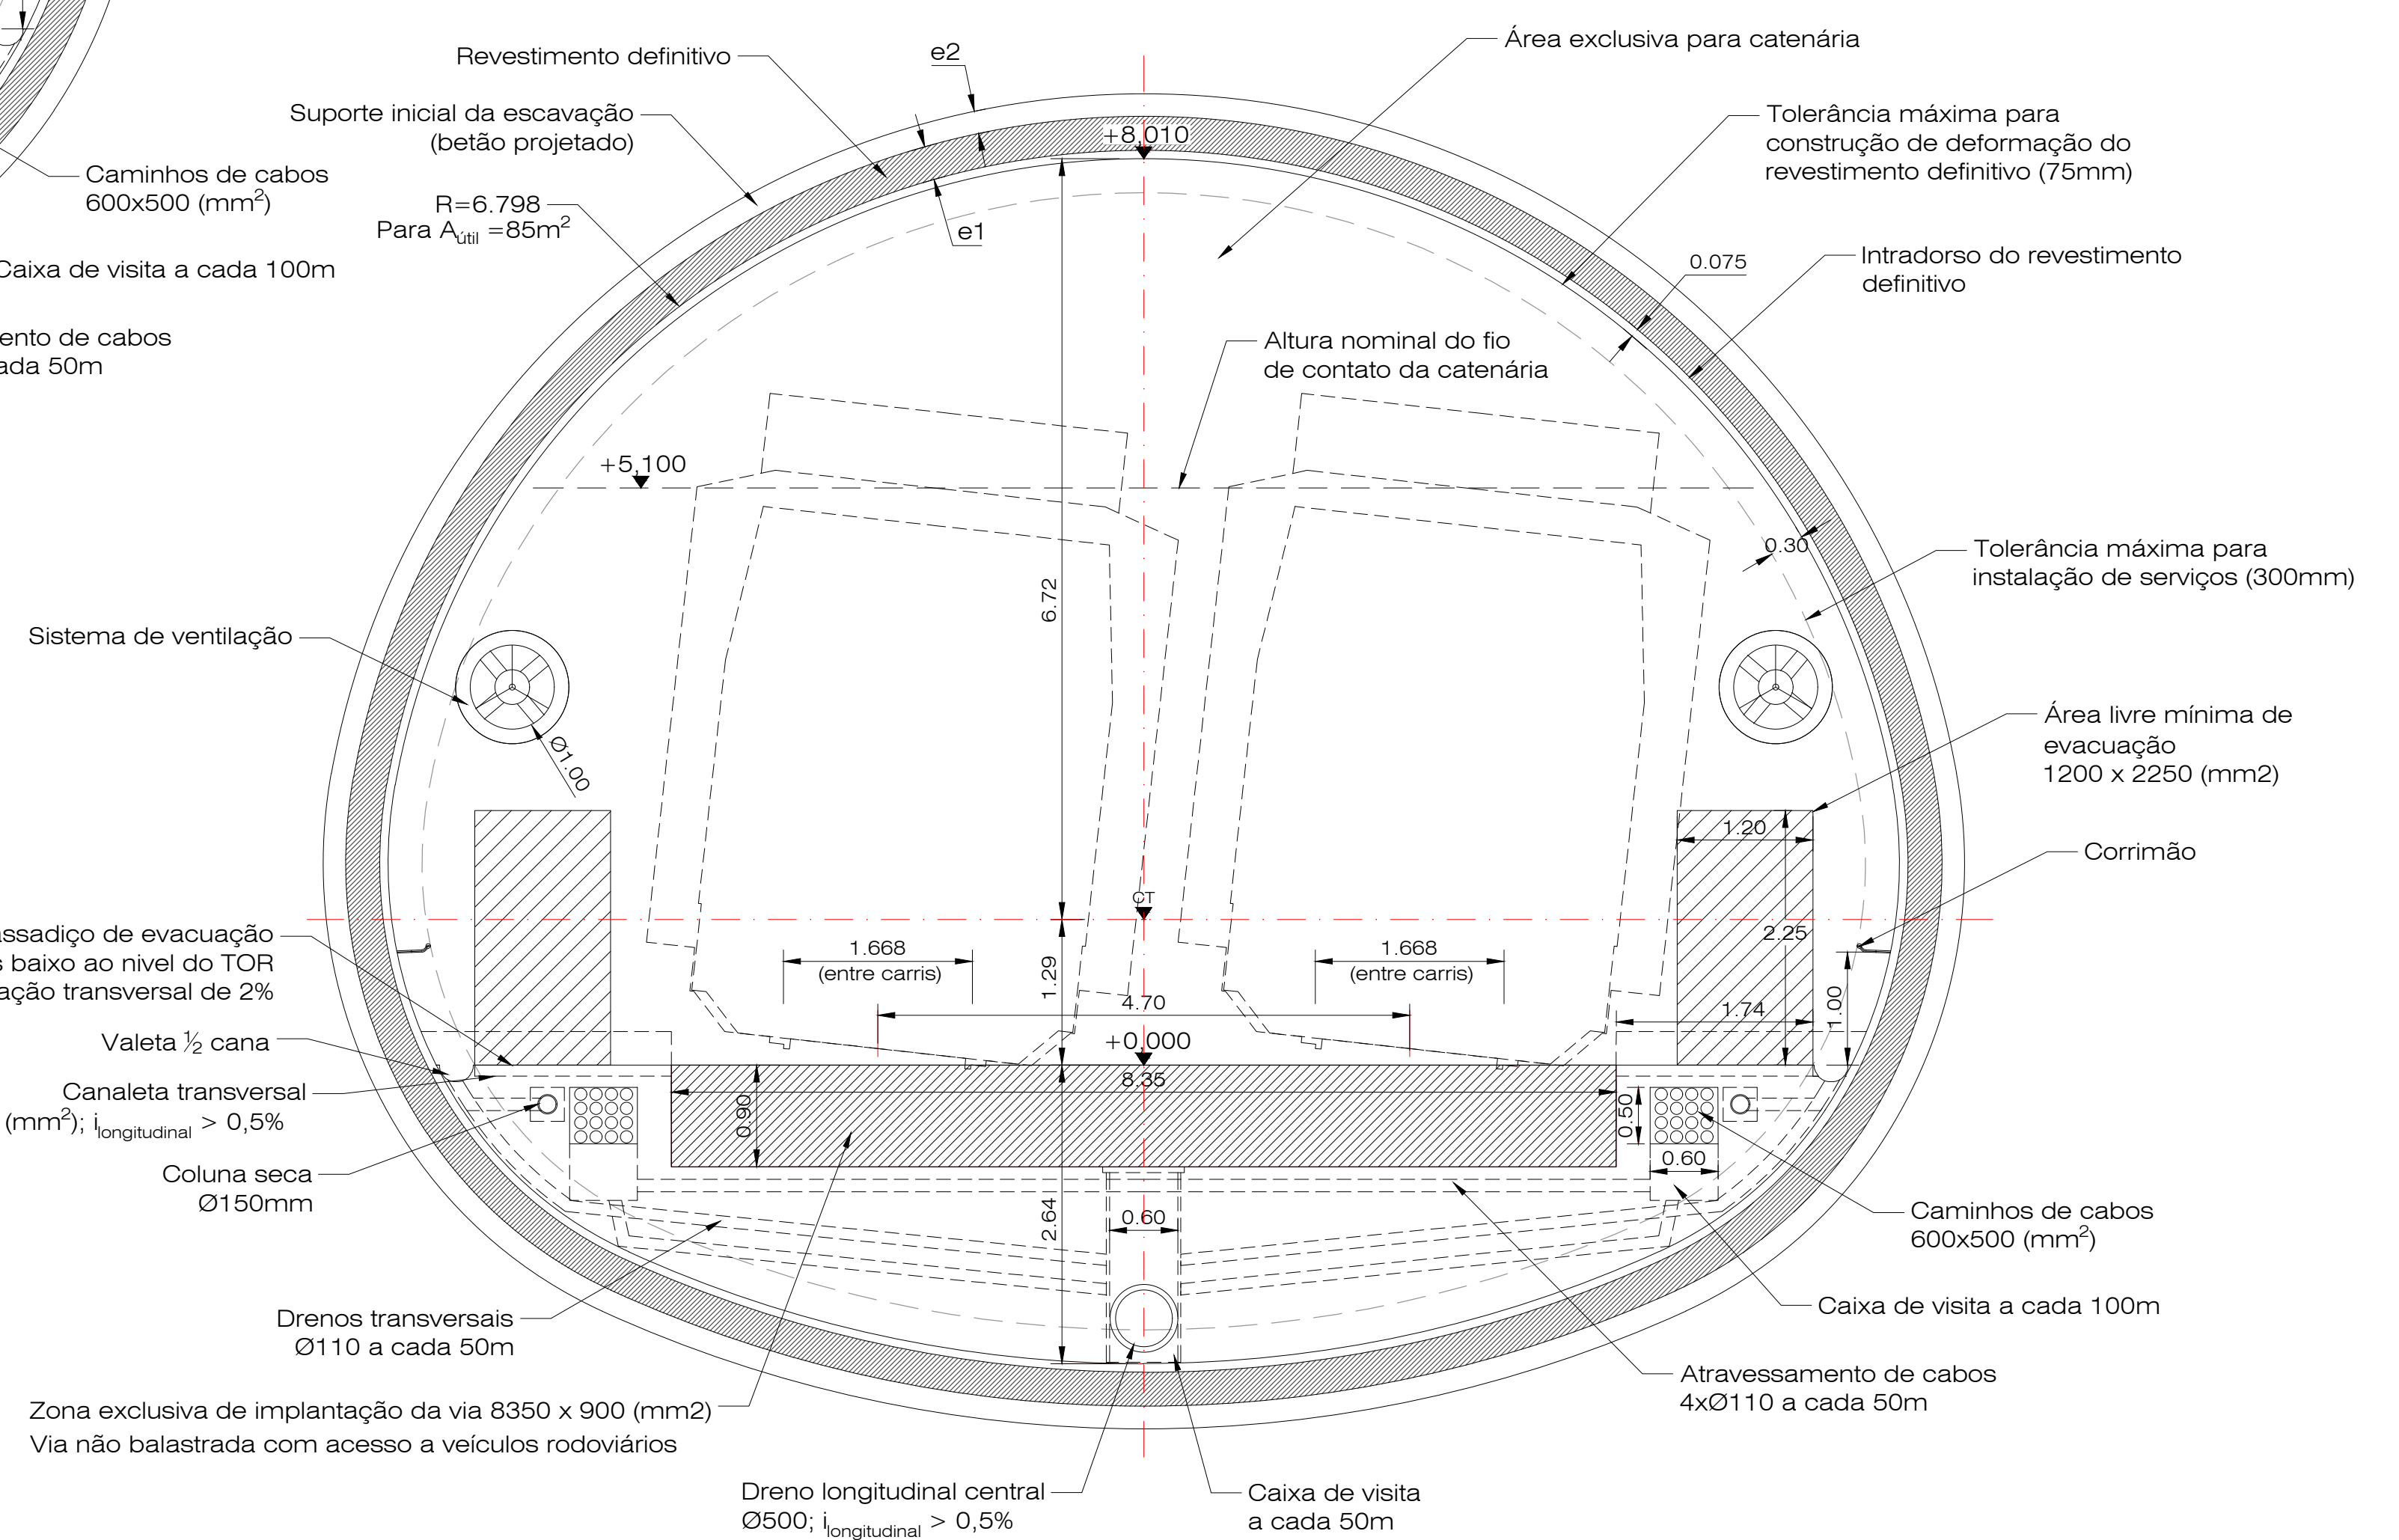 Revestimento definitivo
e2
Área exclusiva para catenária
Suporte inicial da escavação
(betão projetado)
+8,010
Tolerância máxima para
construção de deformação do
revestimento definitivo (75mm)
Caminhos de cabos
600x500 (mm²)
R=6.798
Para Aútil =85m²
e1
0.075
Intradorso do revestimento
definitivo
Caixa de visita a cada 100m
ento de cabos
ada 50m
Altura nominal do fio
de contato da catenária
+5,100
0.30
Tolerância máxima para
instalação de serviços (300mm)
6.72
Sistema de ventilação
Ø1.00
Área livre mínima de
evacuação
1200 x 2250 (mm2)
1.20
Corrimão
CT
2.25
assadiço de evacuação
s baixo ao nivel do TOR
ação transversal de 2%
1.668
(entre carris)
1.668
(entre carris)
1.29
4.70
1.74
1.00
Valeta ½ cana
+0,000
8.35
Canaleta transversal
(mm²); ilongitudinal > 0,5%
0.90
0.50
0.60
Coluna seca
Ø150mm
2.64
0.60
Caminhos de cabos
600x500 (mm²)
Drenos transversais
Ø110 a cada 50m
Caixa de visita a cada 100m
Atravessamento de cabos
4xØ110 a cada 50m
Zona exclusiva de implantação da via 8350 x 900 (mm2)
Via não balastrada com acesso a veículos rodoviários
Dreno longitudinal central
Ø500; ilongitudinal > 0,5%
Caixa de visita
a cada 50m